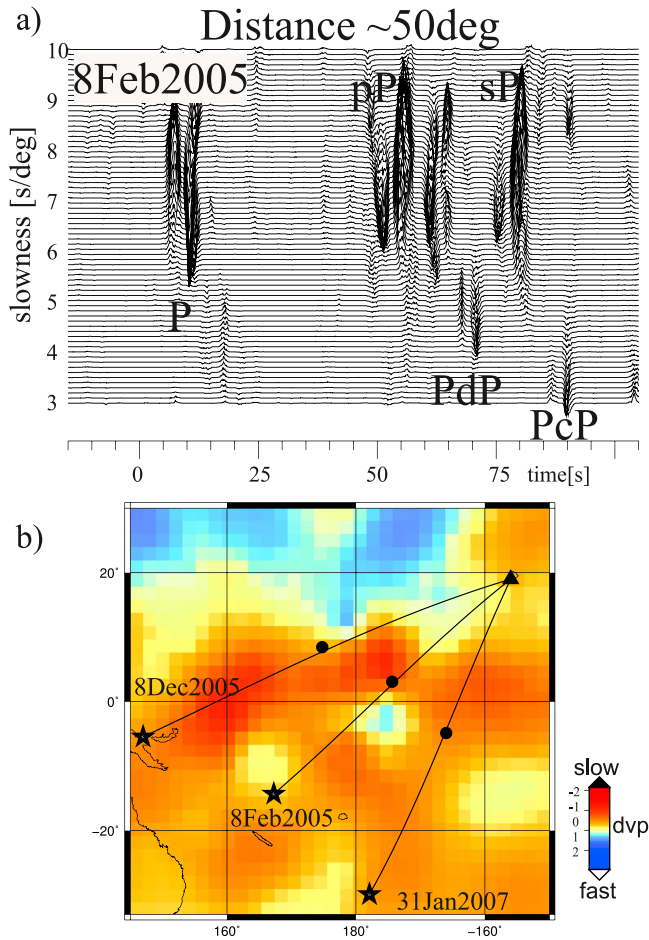 a)
Distance ~50deg
8Feb2005
pP
sP
P
PdP
PcP
slowness [s/deg]
10
9
8
7
6
5
4
3
0
25
50
75
time[s]
b)
20°
0°
-20°
160°
180°
-160°
8Dec2005
8Feb2005
31Jan2007
slow
-2
-1
0
1
2
dvp
fast